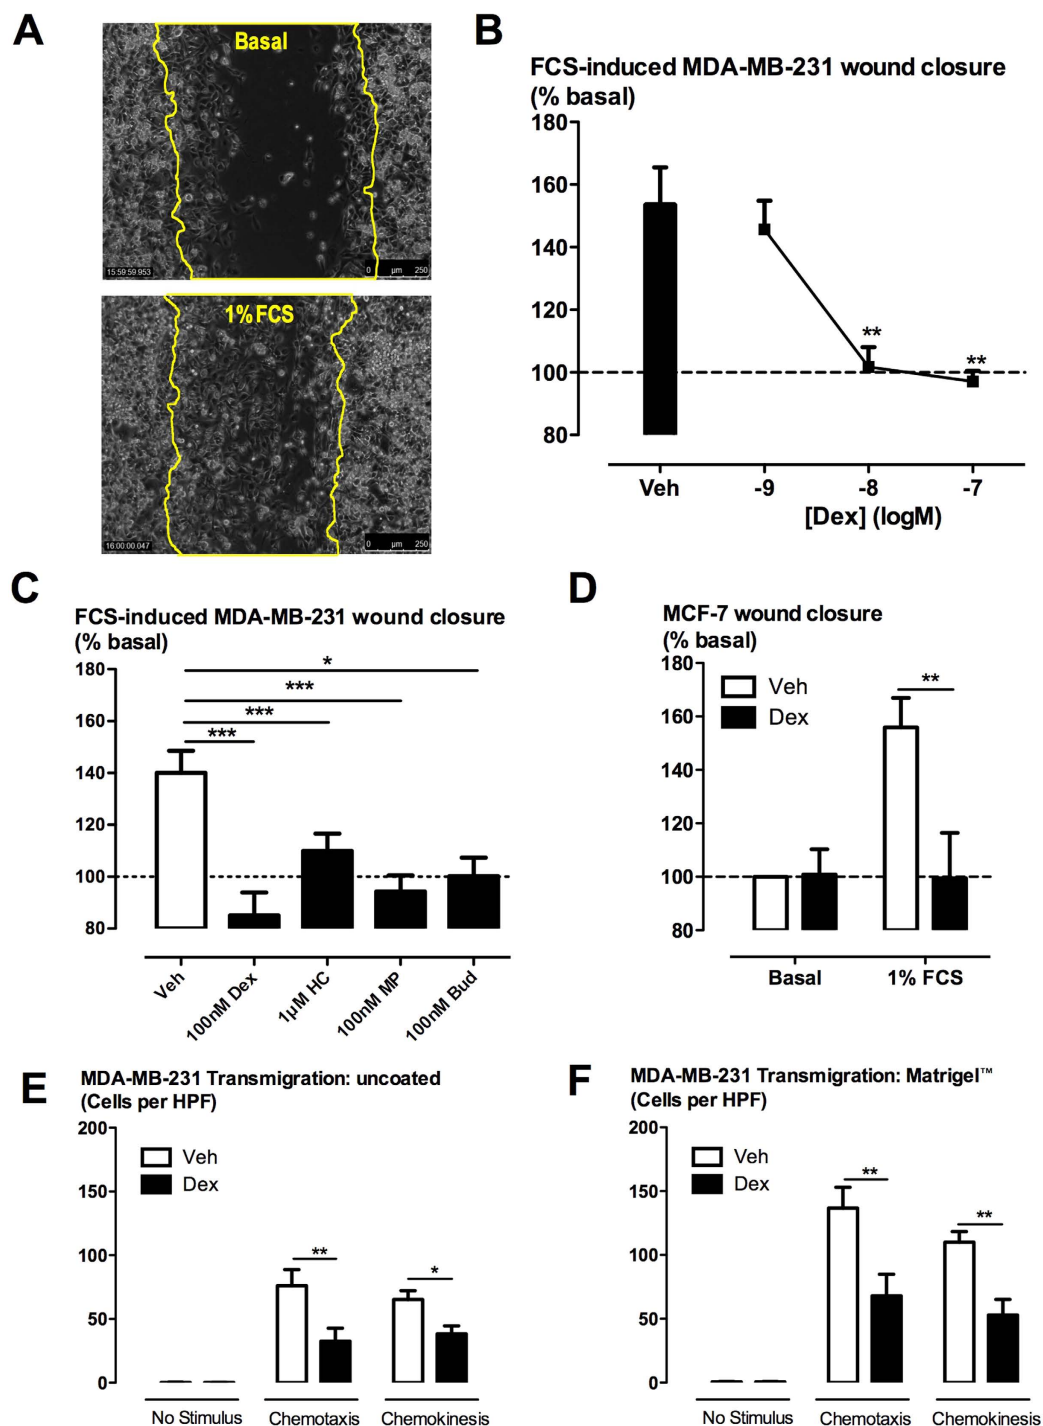 A
Basal
15:59:59.953
0 µm 250
1% FCS
16:00:00.047
0 µm 250
B
FCS-induced MDA-MB-231 wound closure
(% basal)
180
160
140
120
100
80
**
**
Veh
-9
-8
-7
[Dex] (logM)
C
FCS-induced MDA-MB-231 wound closure
(% basal)
180
160
140
120
100
80
*
***
***
***
Veh
100nM Dex
1µM HC
100nM MP
100nM Bud
D
MCF-7 wound closure
(% basal)
180
160
140
120
100
80
Veh
Dex
**
Basal
1% FCS
E
MDA-MB-231 Transmigration: uncoated
(Cells per HPF)
200
150
100
50
0
Veh
Dex
**
*
No Stimulus
Chemotaxis
Chemokinesis
F
MDA-MB-231 Transmigration: Matrigel™
(Cells per HPF)
200
150
100
50
0
Veh
Dex
**
**
No Stimulus
Chemotaxis
Chemokinesis